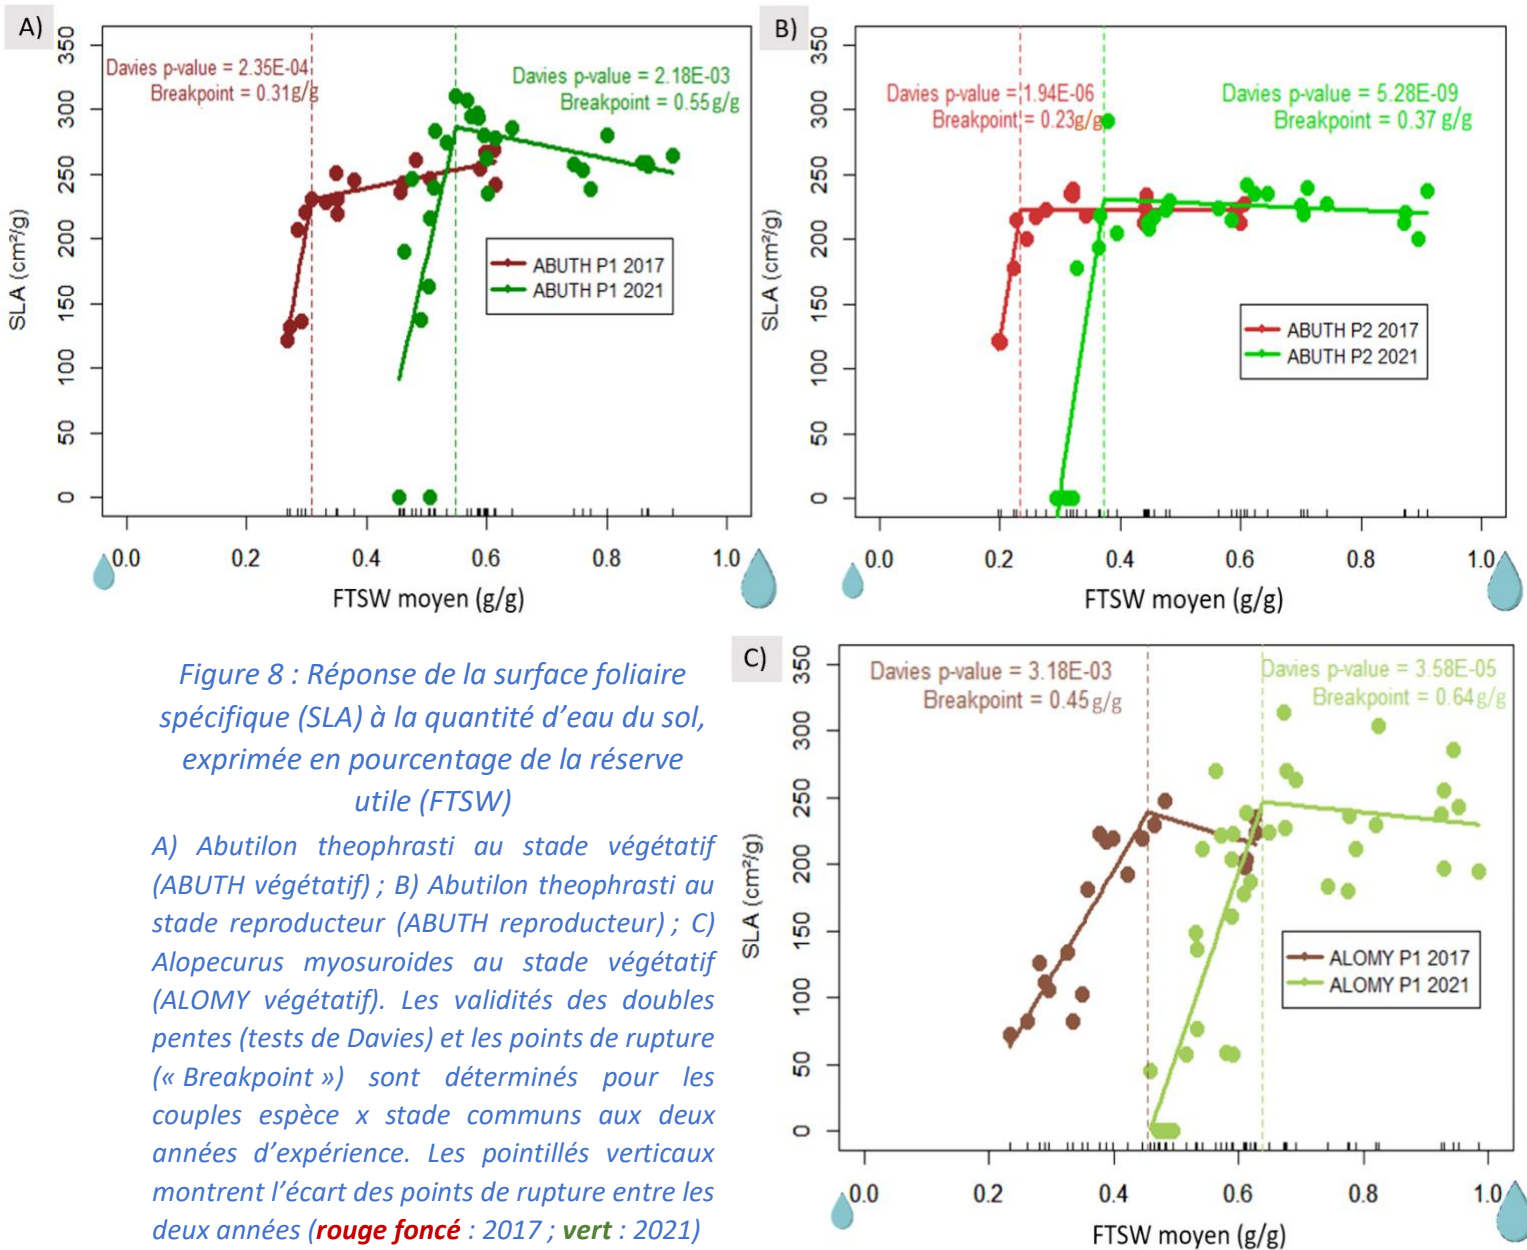 A)
Davies p-value = 2.35E-04
Breakpoint = 0.31g/g
Davies p-value = 2.18E-03
Breakpoint = 0.55g/g
ABUTH P1 2017
ABUTH P1 2021
SLA (cm²/g)
0 50 100 150 200 250 300 350
0.0 0.2 0.4 0.6 0.8 1.0
FTSW moyen (g/g)
B)
Davies p-value = 1.94E-06
Breakpoint = 0.23g/g
Davies p-value = 5.28E-09
Breakpoint = 0.37 g/g
ABUTH P2 2017
ABUTH P2 2021
SLA (cm²/g)
0 50 100 150 200 250 300 350
0.0 0.2 0.4 0.6 0.8 1.0
FTSW moyen (g/g)
Figure 8 : Réponse de la surface foliaire
spécifique (SLA) à la quantité d’eau du sol,
exprimée en pourcentage de la réserve
utile (FTSW)
A) Abutilon theophrasti au stade végétatif
(ABUTH végétatif) ; B) Abutilon theophrasti au
stade reproducteur (ABUTH reproducteur) ; C)
Alopecurus myosuroides au stade végétatif
(ALOMY végétatif). Les validités des doubles
pentes (tests de Davies) et les points de rupture
(« Breakpoint ») sont déterminés pour les
couples espèce x stade communs aux deux
années d’expérience. Les pointillés verticaux
montrent l’écart des points de rupture entre les
deux années (rouge foncé : 2017 ; vert : 2021)
C)
Davies p-value = 3.18E-03
Breakpoint = 0.45g/g
Davies p-value = 3.58E-05
Breakpoint = 0.64g/g
ALOMY P1 2017
ALOMY P1 2021
SLA (cm²/g)
0 50 100 150 200 250 300 350
0.0 0.2 0.4 0.6 0.8 1.0
FTSW moyen (g/g)